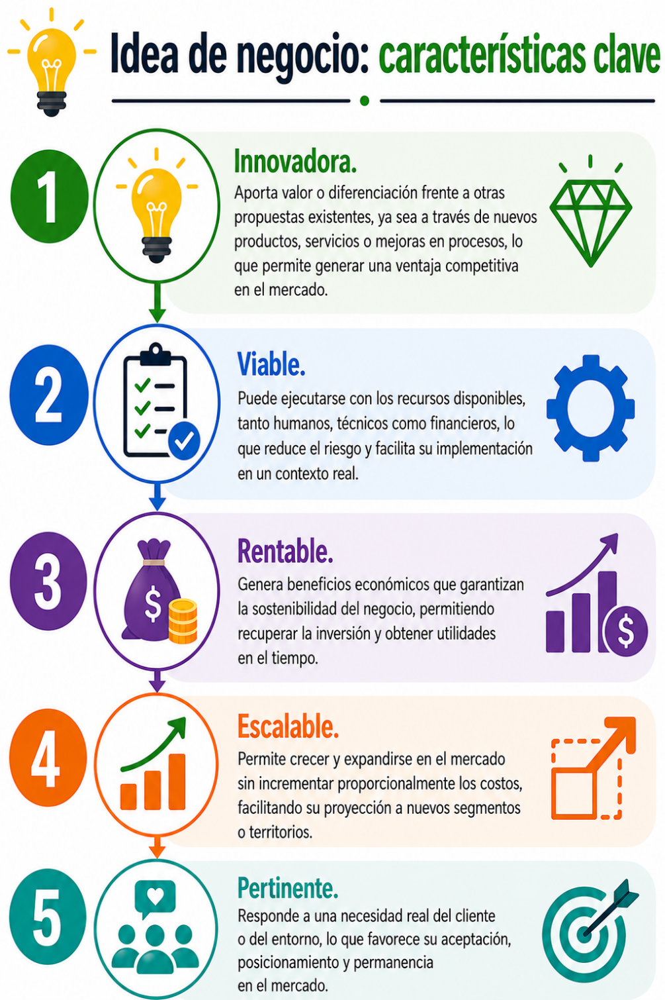 Idea de negocio: características clave
1
Innovadora.
Aporta valor o diferenciación frente a otras
propuestas existentes, ya sea a través de nuevos
productos, servicios o mejoras en procesos, lo
que permite generar una ventaja competitiva
en el mercado.
2
Viable.
Puede ejecutarse con los recursos disponibles,
tanto humanos, técnicos como financieros, lo
que reduce el riesgo y facilita su implementación
en un contexto real.
3
$
Rentable.
Genera beneficios económicos que garantizan
la sostenibilidad del negocio, permitiendo
recuperar la inversión y obtener utilidades
en el tiempo.
$
4
Escalable.
Permite crecer y expandirse en el mercado
sin incrementar proporcionalmente los costos,
facilitando su proyección a nuevos segmentos
o territorios.
5
Pertinente.
Responde a una necesidad real del cliente
o del entorno, lo que favorece su aceptación,
posicionamiento y permanencia
en el mercado.